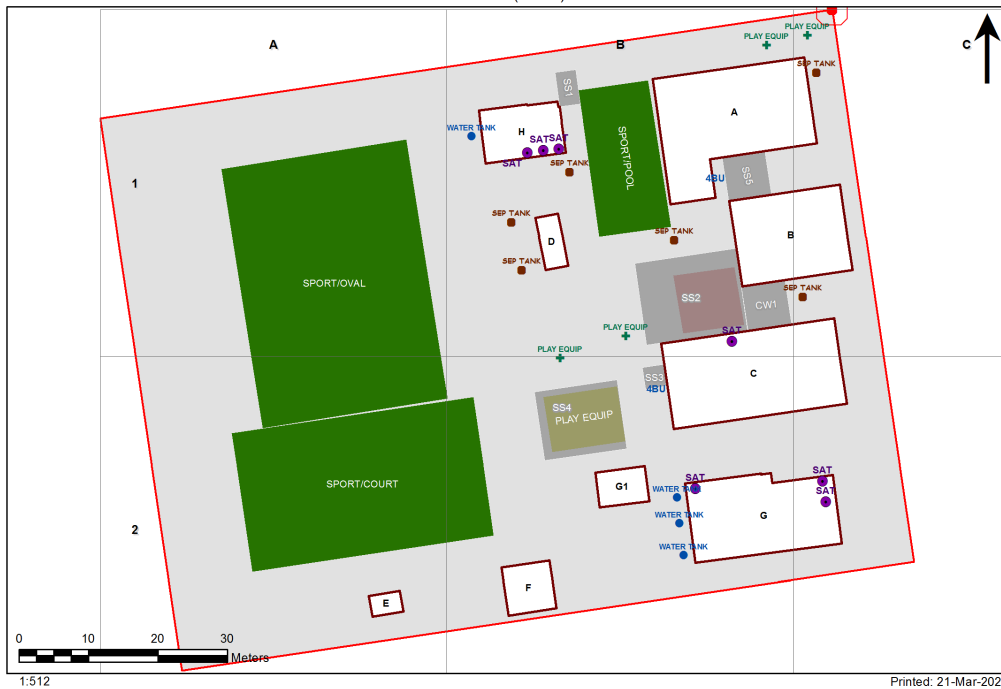 A
B
C
PLAY EQUIP
PLAY EQUIP
SEP TANK
SS1
A
WATER TANK
H
SAT
SAT
SAT
SPORT/POOL
SEP TANK
4BU
SS5
1
SEP TANK
D
SEP TANK
B
SEP TANK
SPORT/OVAL
SS2
SEP TANK
CW1
PLAY EQUIP
SAT
PLAY EQUIP
SS3
C
4BU
SS4
PLAY EQUIP
SPORT/COURT
G1
SAT
SAT
WATER TANK
SAT
G
WATER TANK
2
WATER TANK
F
E
0 10 20 30
Meters
1:512
Printed: 21-Mar-202